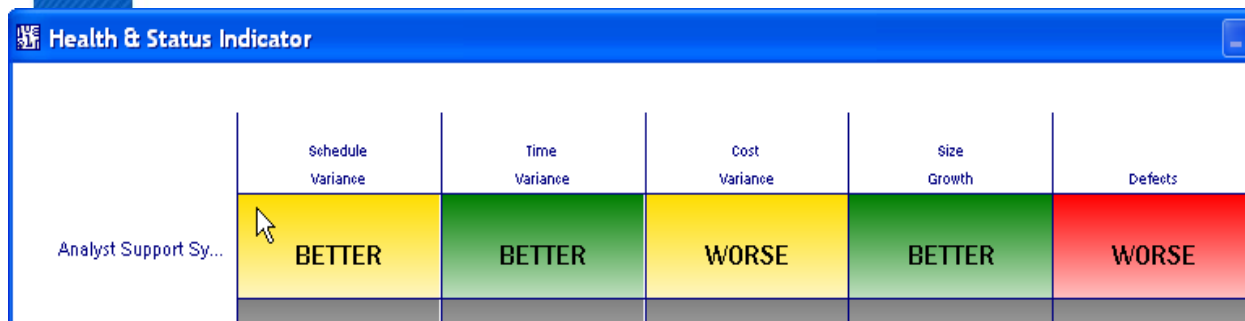 Health & Status Indicator
Schedule Variance
Time Variance
Cost Variance
Size Growth
Defects
Analyst Support Sy...
BETTER
BETTER
WORSE
BETTER
WORSE